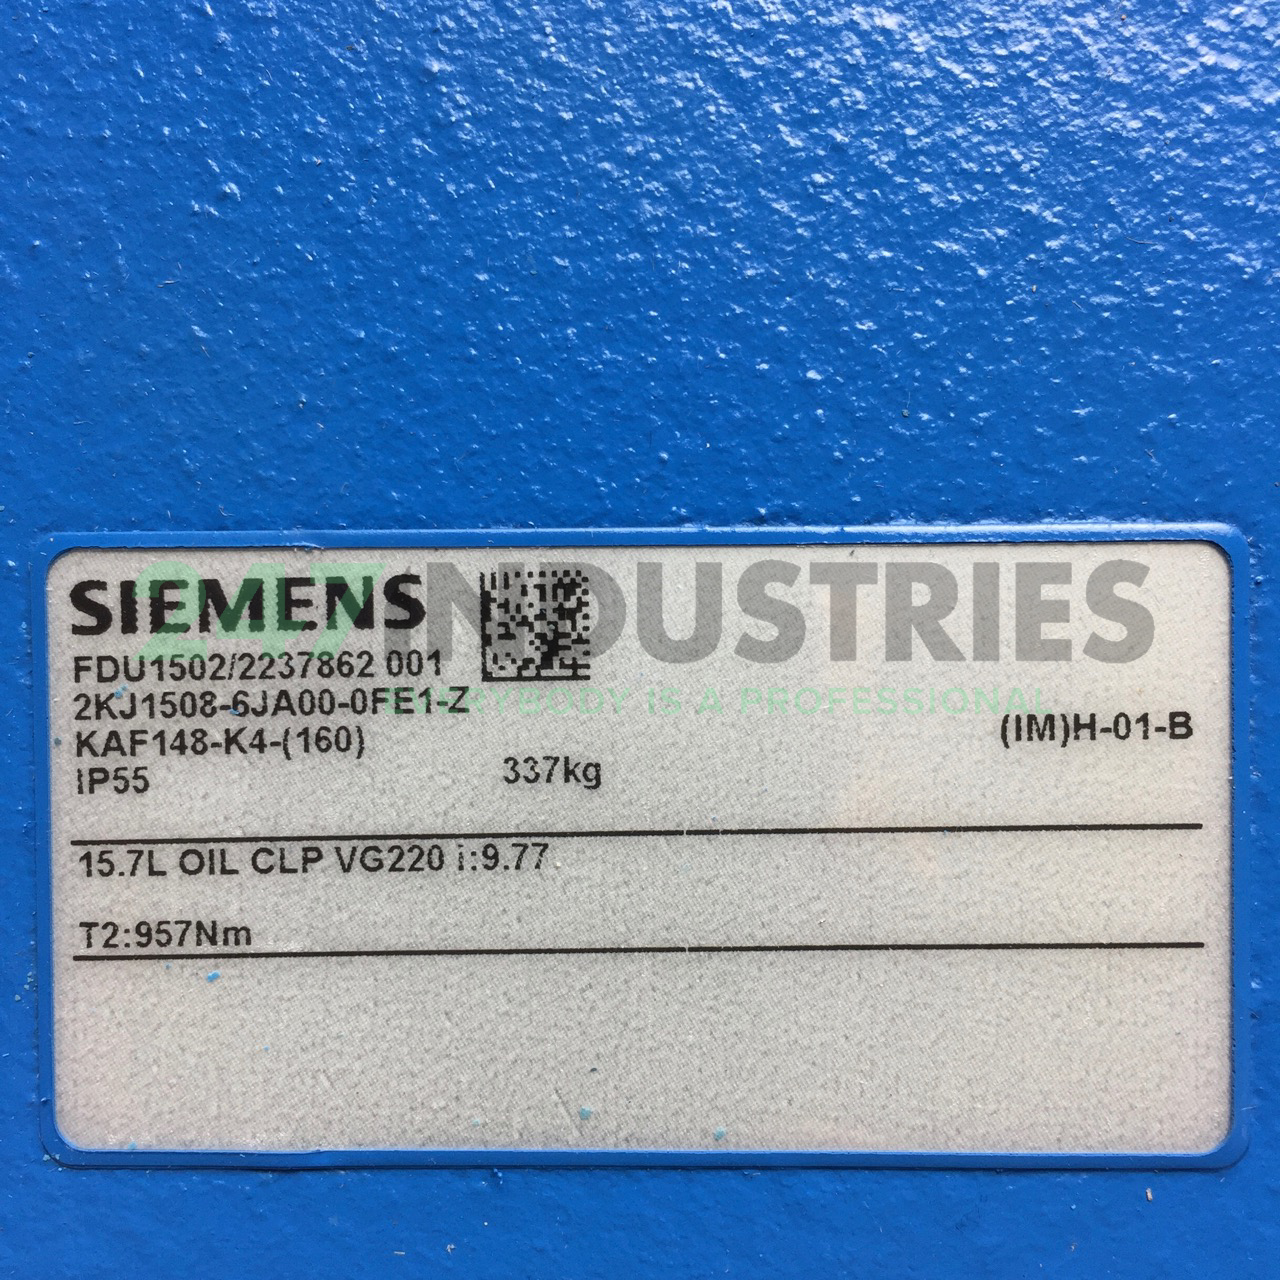 SIEMENS
247 INDUSTRIES
EVERYBODY IS A PROFESSIONAL
FDU1502/2237862 001
2KJ1508-6JA00-0FE1-Z
KAF148-K4-(160)
(IM)H-01-B
IP55 337kg
15.7L OIL CLP VG220 i:9.77
T2:957Nm